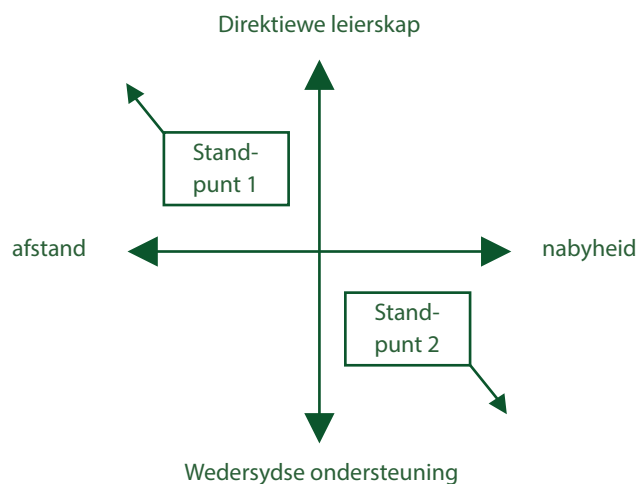 Direktiewe leierskap
Stand-
punt 1
afstand
nabyheid
Stand-
punt 2
Wedersydse ondersteuning